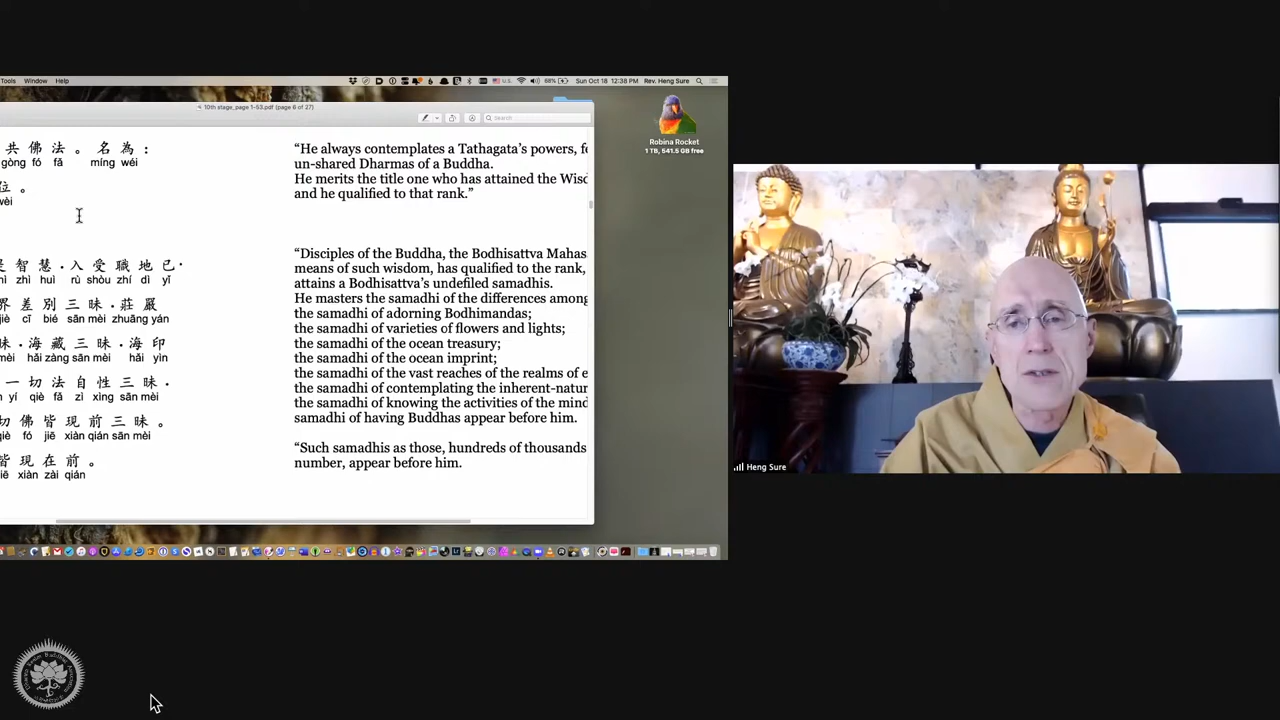 Tools Window Help
Sun Oct 18 12:38 PM Rev. Heng Sure
68%
10th stage_page 1-53.pdf (page 6 of 27)
Search
Robina Rocket
1 TB, 541.5 GB free
共 佛 法 。 名 為 :
gòng fó fǎ míng wéi
位 。
wèi
是 智 慧 · 入 受 職 地 已 ·
zhì huì rù shòu zhí dì yǐ
界 差 別 三 昧 · 莊 嚴
jiè cī bié sān mèi zhuāng yán
昧 · 海 藏 三 昧 · 海 印
mèi hǎi zàng sān mèi hǎi yìn
一 切 法 自 性 三 昧 ·
yí qiè fǎ zì xìng sān mèi
切 佛 皆 現 前 三 昧 。
qiè fó jiē xiàn qián sān mèi
皆 現 在 前 。
xiàn zài qián
“He always contemplates a Tathagata’s powers, fe
un-shared Dharmas of a Buddha.
He merits the title one who has attained the Wisd
and he qualified to that rank.”
“Disciples of the Buddha, the Bodhisattva Mahas
means of such wisdom, has qualified to the rank,
attains a Bodhisattva’s undefiled samadhis.
He masters the samadhi of the differences among
the samadhi of adorning Bodhimandas;
the samadhi of varieties of flowers and lights;
the samadhi of the ocean treasury;
the samadhi of the ocean imprint;
the samadhi of the vast reaches of the realms of e
the samadhi of contemplating the inherent-natur
the samadhi of knowing the activities of the mind
samadhi of having Buddhas appear before him.
“Such samadhis as those, hundreds of thousands
number, appear before him.
Heng Sure